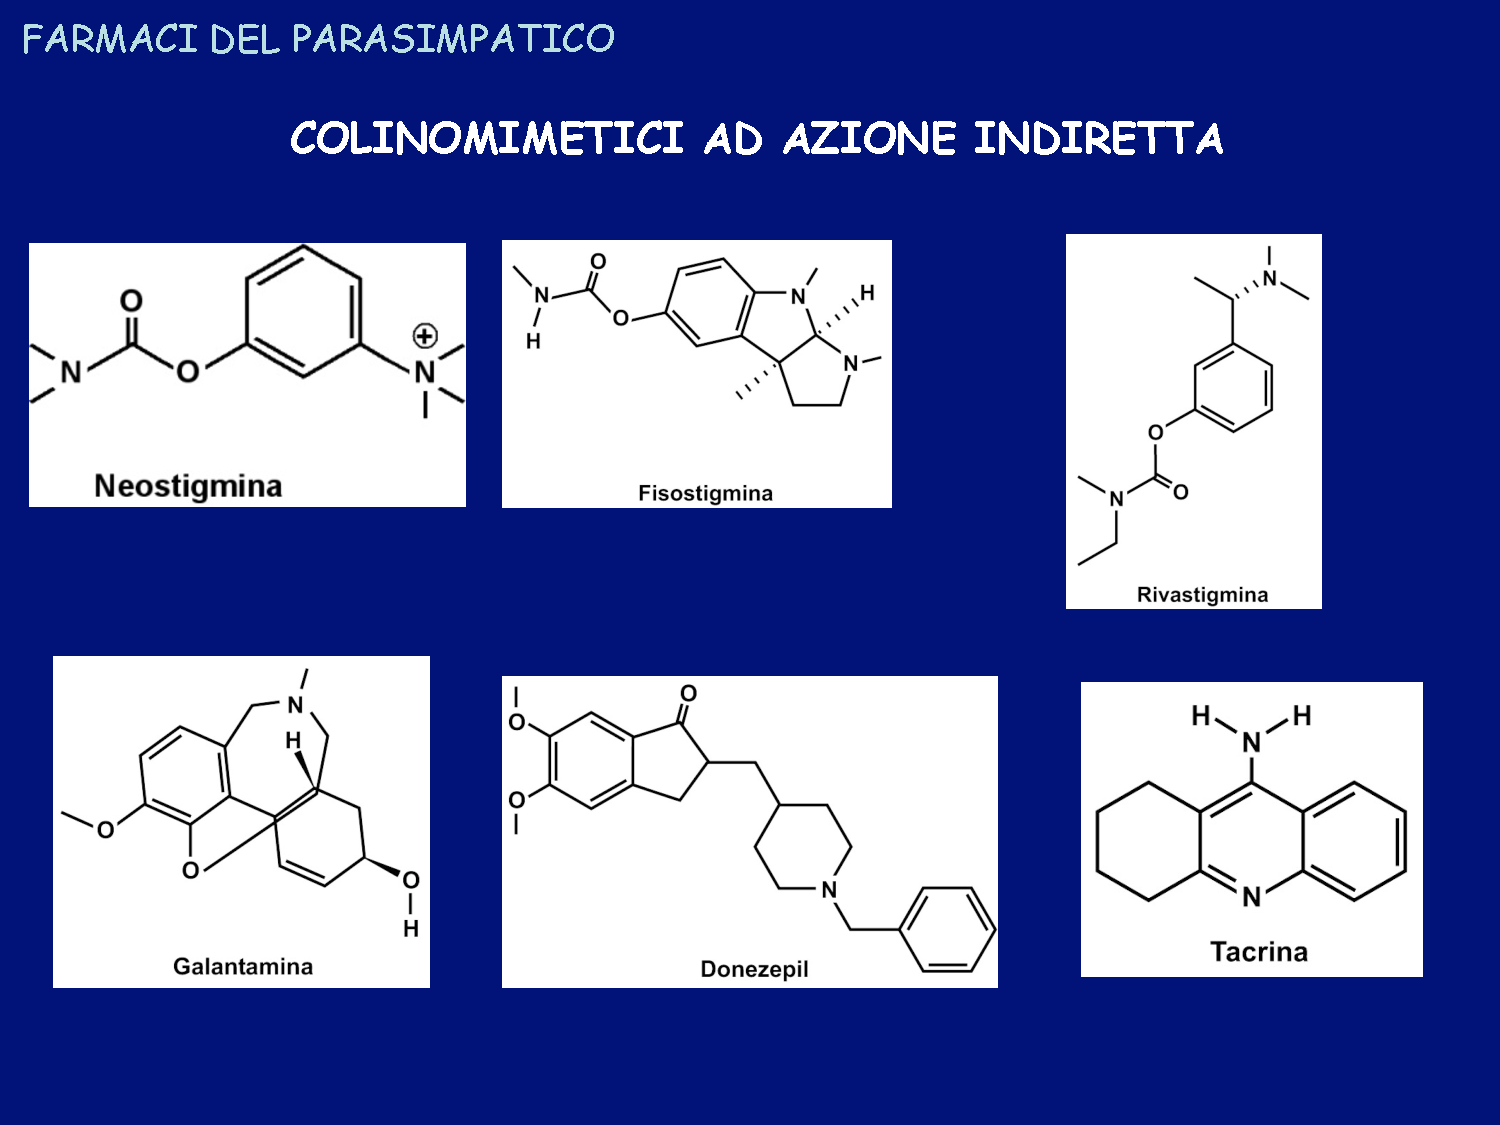 FARMACI DEL PARASIMPATICO
COLINOMIMETICI AD AZIONE INDIRETTA
O
N
O
N
⊕
Neostigmina
O
N
H
O
N
H
N
Fisostigmina
N
O
N
O
Rivastigmina
N
H
O
O
O
H
Galantamina
O
O
O
N
Donezepil
H
H
N
N
Tacrina